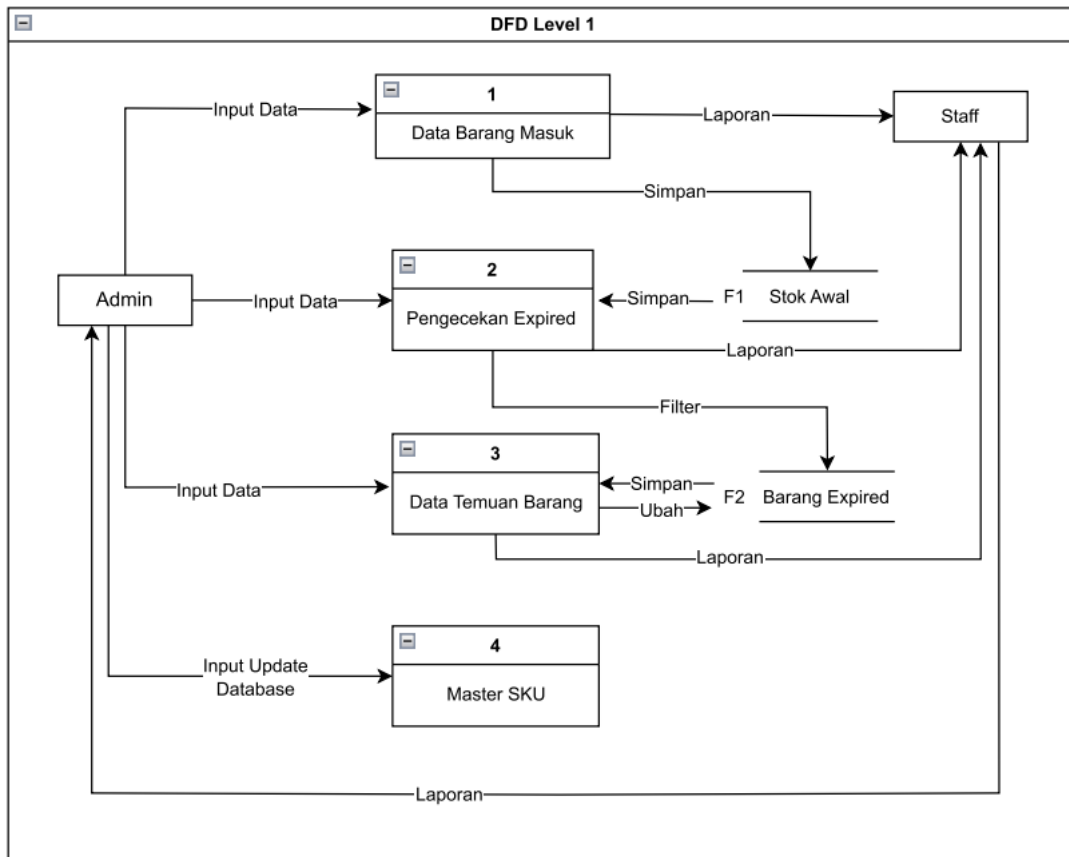 DFD Level 1
1
Input Data
Laporan
Staff
Data Barang Masuk
Simpan
2
Admin
Input Data
Simpan
F1
Stok Awal
Pengecekan Expired
Laporan
Filter
3
Simpan
Input Data
Data Temuan Barang
F2
Barang Expired
Ubah
Laporan
4
Input Update
Database
Master SKU
Laporan